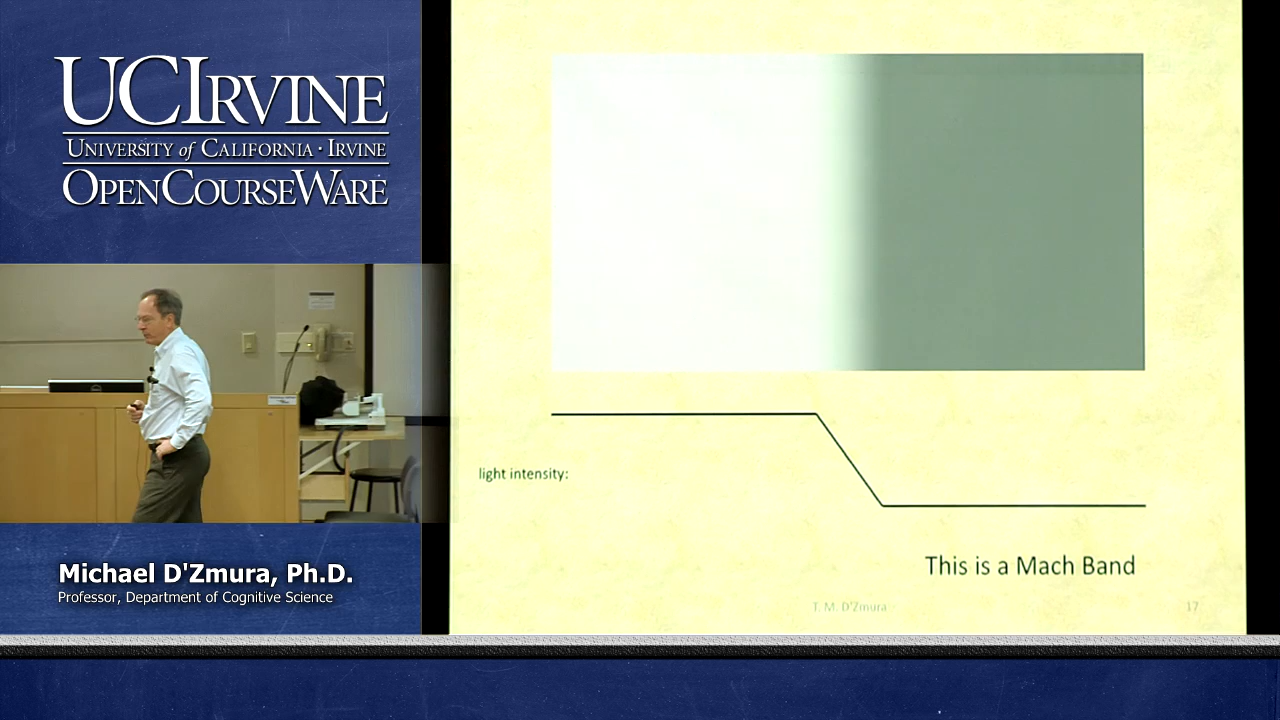 UCIRVINE
UNIVERSITY of CALIFORNIA · IRVINE
OPENCOURSEWARE
light intensity:
This is a Mach Band
T. M. D'Zmura
17
Michael D'Zmura, Ph.D.
Professor, Department of Cognitive Science